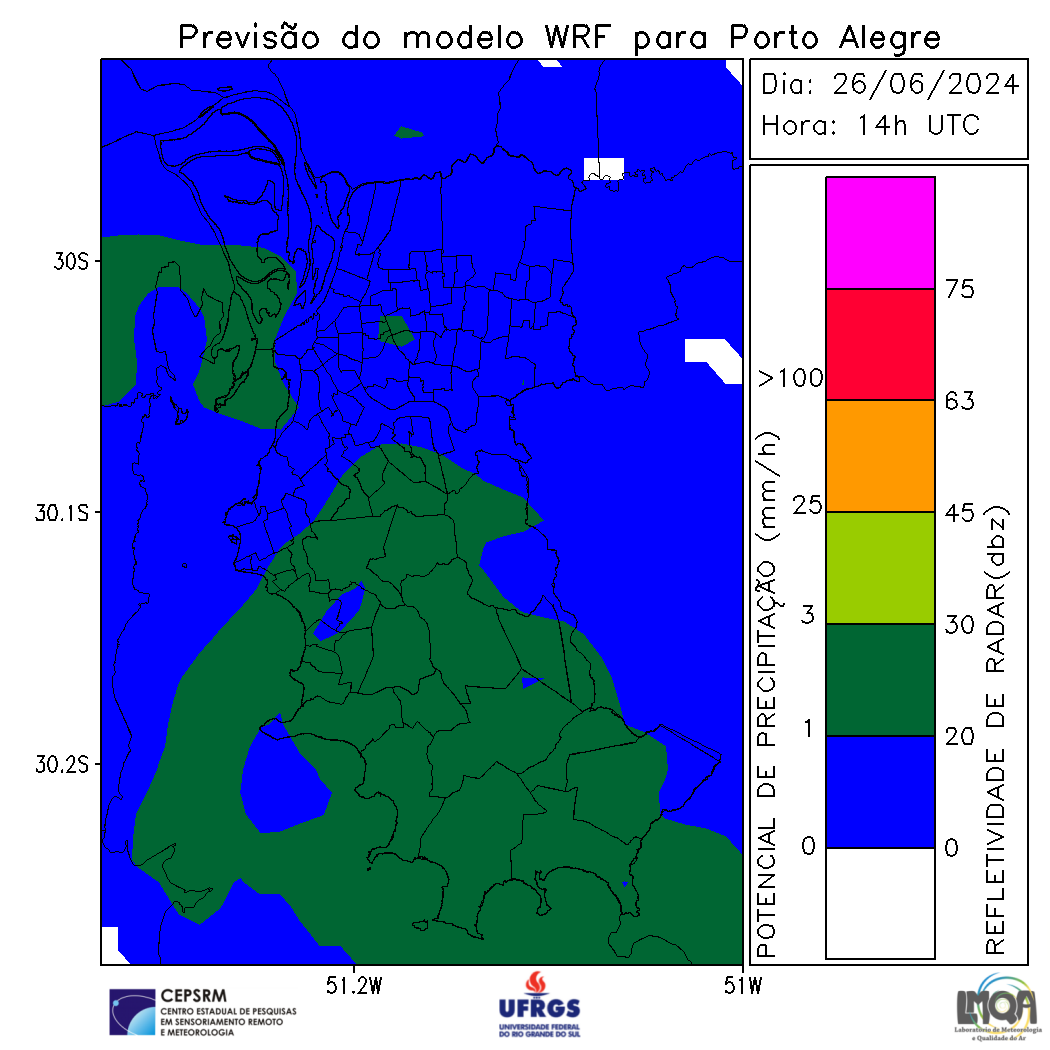 Previsão do modelo WRF para Porto Alegre
Dia: 26/06/2024
Hora: 14h UTC
30S
30.1S
30.2S
51.2W
51W
POTENCIAL DE PRECIPITAÇÃO (mm/h)
>100
25
3
1
0
75
63
45
30
20
0
REFLETIVIDADE DE RADAR(dbz)
CEPSRM
CENTRO ESTADUAL DE PESQUISAS
EM SENSORIAMENTO REMOTO
E METEOROLOGIA
UFRGS
UNIVERSIDADE FEDERAL
DO RIO GRANDE DO SUL
LMQA
Laboratório de Meteorologia
e Qualidade do Ar